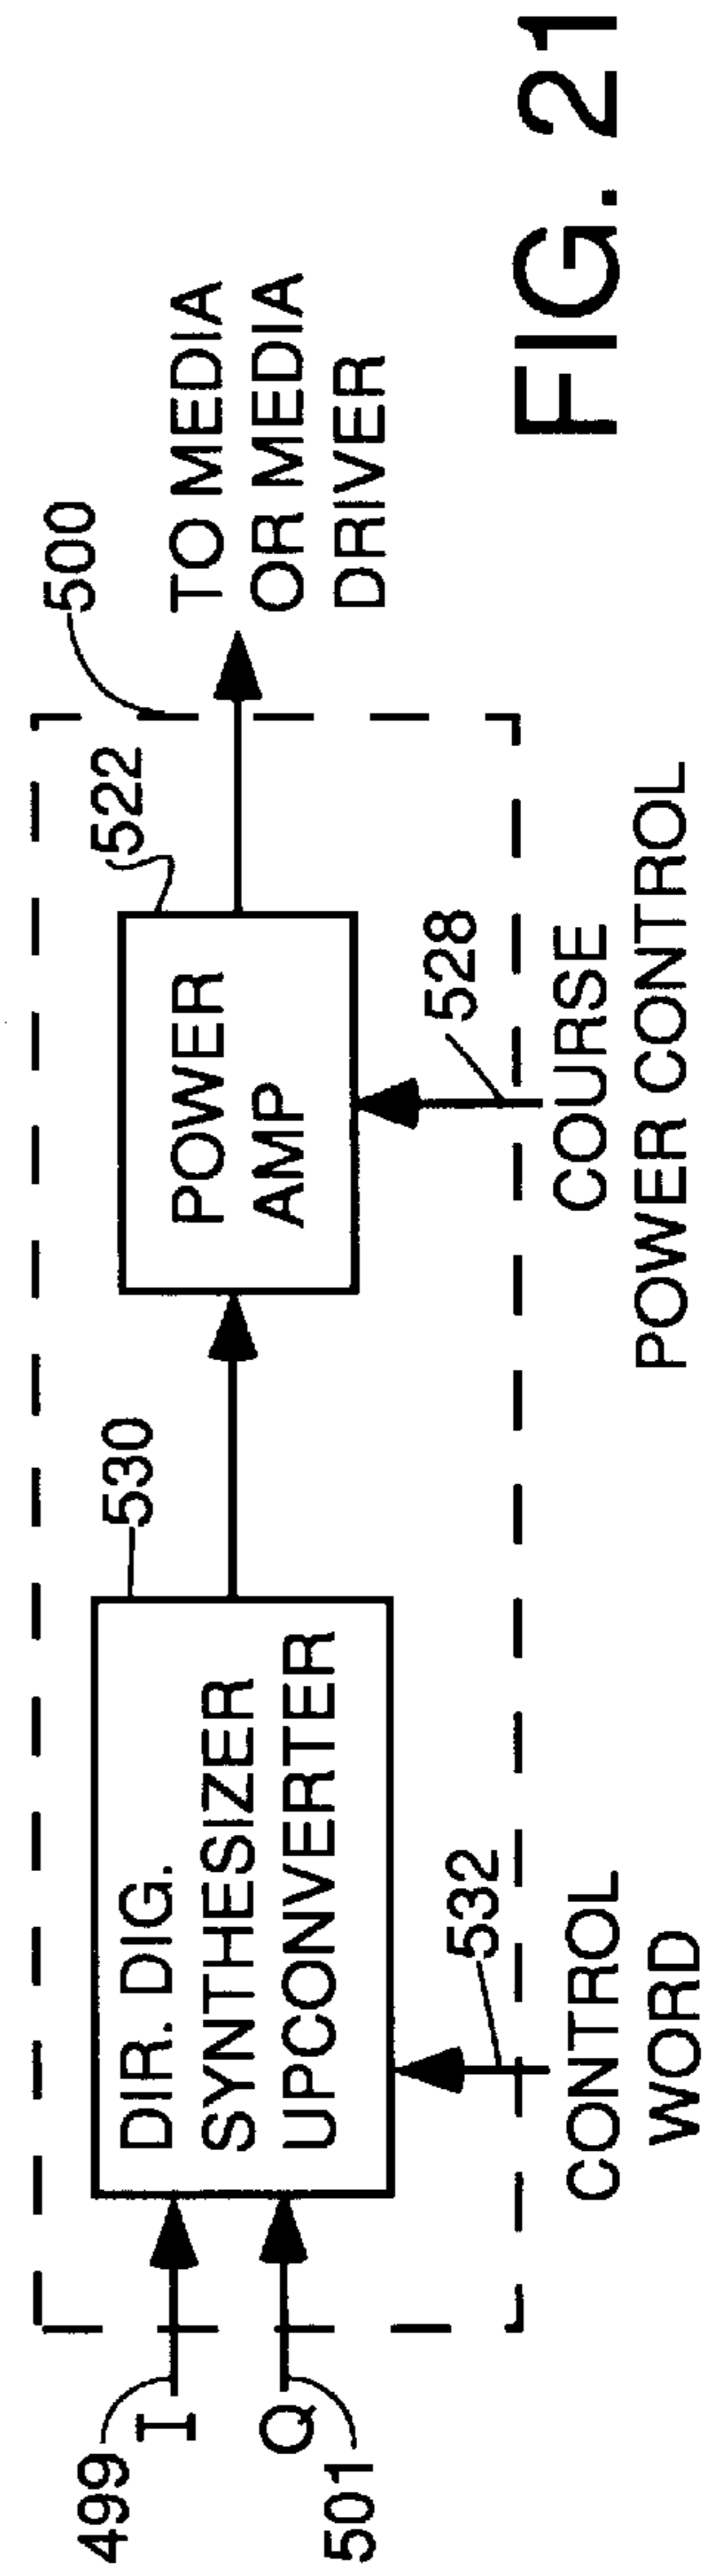 499
I
Q
501
DIR. DIG.
SYNTHESIZER
UPCONVERTER
530
532
CONTROL
WORD
POWER
AMP
522
528
COURSE
POWER CONTROL
500
TO MEDIA
OR MEDIA
DRIVER
FIG. 21